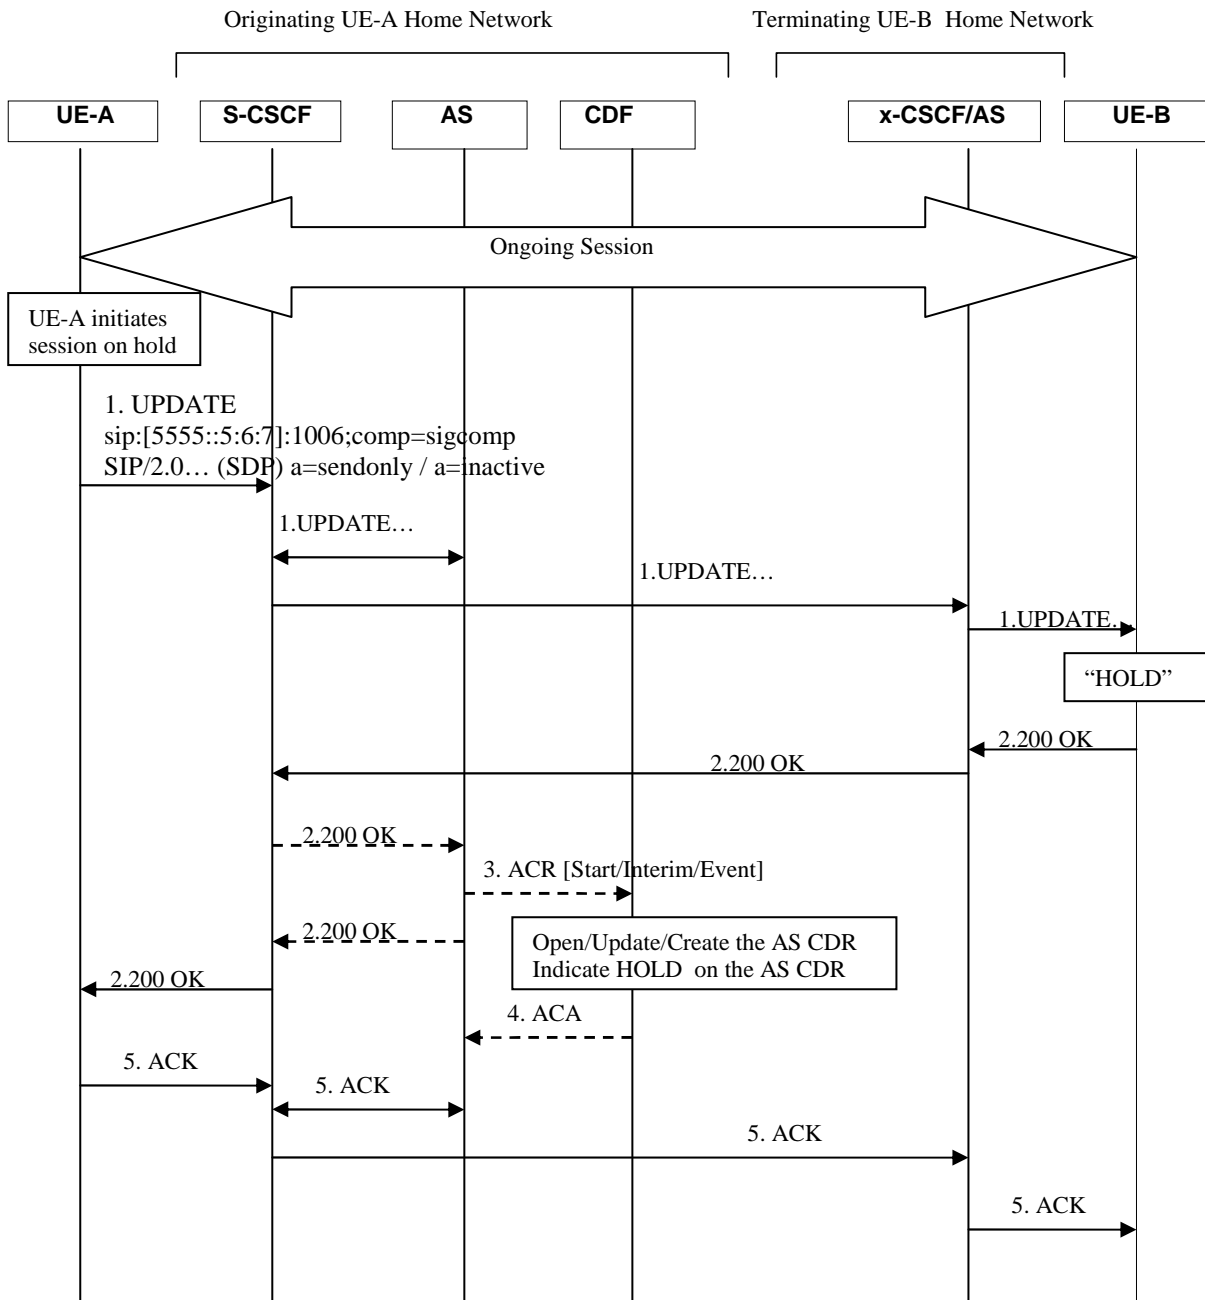 Originating UE-A Home Network
Terminating UE-B  Home Network
UE-A
S-CSCF
AS
CDF
x-CSCF/AS
UE-B
Ongoing Session
UE-A initiates
session on hold
1. UPDATE
sip:[5555::5:6:7]:1006;comp=sigcomp
SIP/2.0… (SDP) a=sendonly / a=inactive
1.UPDATE…
1.UPDATE…
1.UPDATE…
“HOLD”
2.200 OK
2.200 OK
2.200 OK
3. ACR [Start/Interim/Event]
2.200 OK
Open/Update/Create the AS CDR
Indicate HOLD  on the AS CDR
2.200 OK
4. ACA
5. ACK
5. ACK
5. ACK
5. ACK